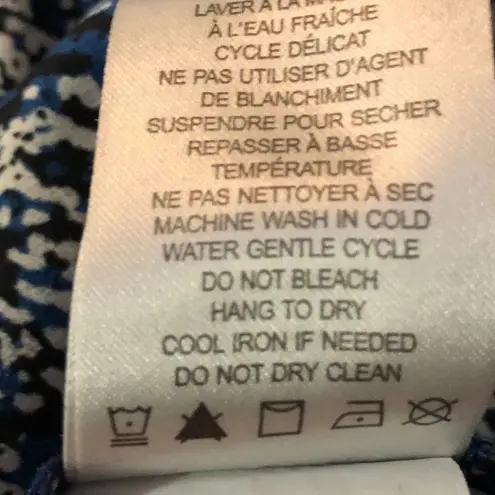 LAVER À LA
À L'EAU FRAÎCHE
CYCLE DÉLICAT
NE PAS UTILISER D'AGENT
DE BLANCHIMENT
SUSPENDRE POUR SECHER
REPASSER À BASSE
TEMPÉRATURE
NE PAS NETTOYER À SEC
MACHINE WASH IN COLD
WATER GENTLE CYCLE
DO NOT BLEACH
HANG TO DRY
COOL IRON IF NEEDED
DO NOT DRY CLEAN